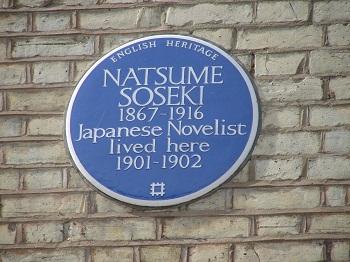 ENGLISH HERITAGE
NATSUME
SOSEKI
1867-1916
Japanese Novelist
lived here
1901-1902